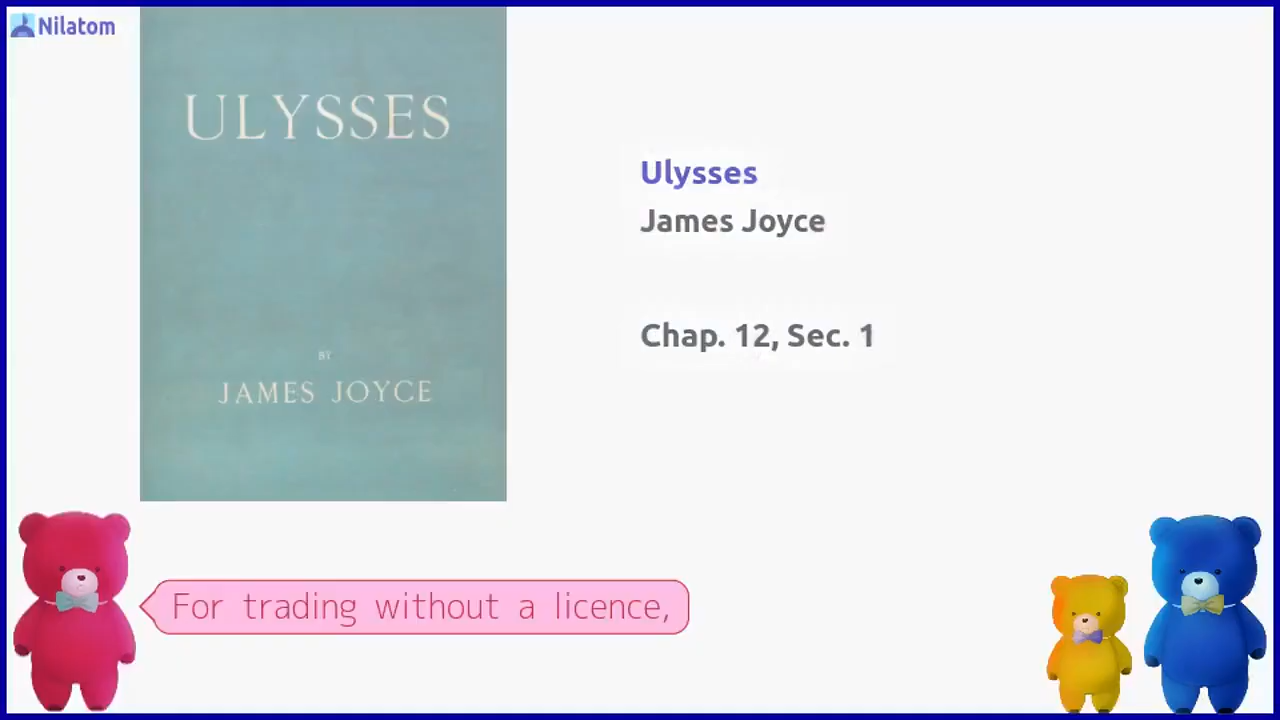 Nilatom
ULYSSES
BY
JAMES JOYCE
Ulysses
James Joyce
Chap. 12, Sec. 1
For trading without a licence,